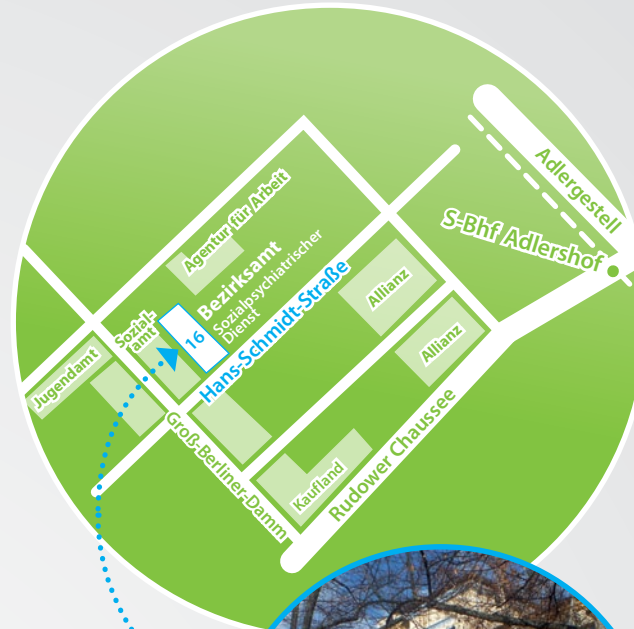 Adlergestell
S-Bhf Adlershof
Agentur für Arbeit
Bezirksamt
Sozialpsychiatrischer
Dienst
16
Sozial-
amt
Jugendamt
Hans-Schmidt-Straße
Allianz
Allianz
Groß-Berliner-Damm
Kaufland
Rudower Chaussee